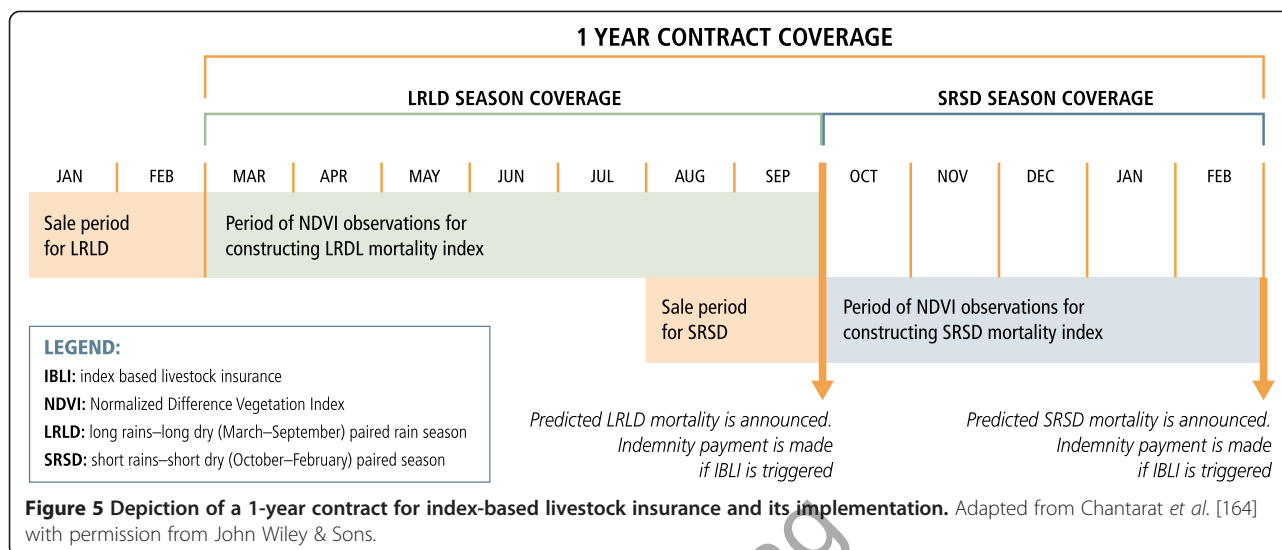 1 YEAR CONTRACT COVERAGE
LRLD SEASON COVERAGE
SRSD SEASON COVERAGE
JAN FEB MAR APR MAY JUN JUL AUG SEP OCT NOV DEC JAN FEB
Sale period
for LRLD
Period of NDVI observations for
constructing LRDL mortality index
Sale period
for SRSD
Period of NDVI observations for
constructing SRSD mortality index
LEGEND:
IBLI: index based livestock insurance
NDVI: Normalized Difference Vegetation Index
LRLD: long rains–long dry (March–September) paired rain season
SRSD: short rains–short dry (October–February) paired season
Predicted LRLD mortality is announced.
Indemnity payment is made
if IBLI is triggered
Predicted SRSD mortality is announced.
Indemnity payment is made
if IBLI is triggered
Figure 5 Depiction of a 1-year contract for index-based livestock insurance and its implementation. Adapted from Chantarat et al. [164]
with permission from John Wiley & Sons.